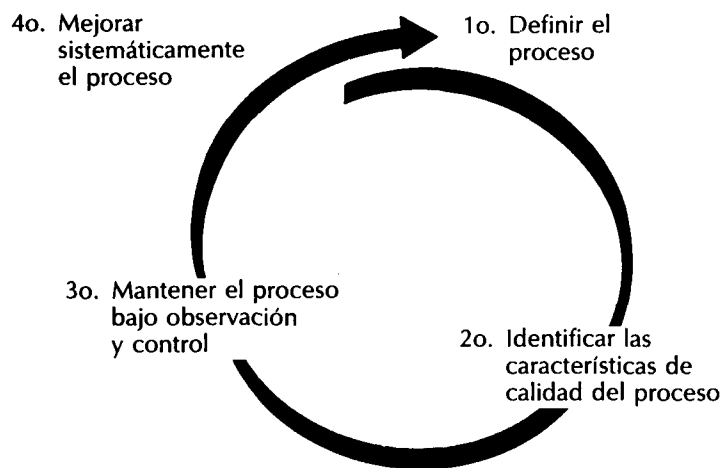 1o. Definir el
proceso
2o. Identificar las
características de
calidad del proceso
3o. Mantener el proceso
bajo observación
y control
4o. Mejorar
sistemáticamente
el proceso